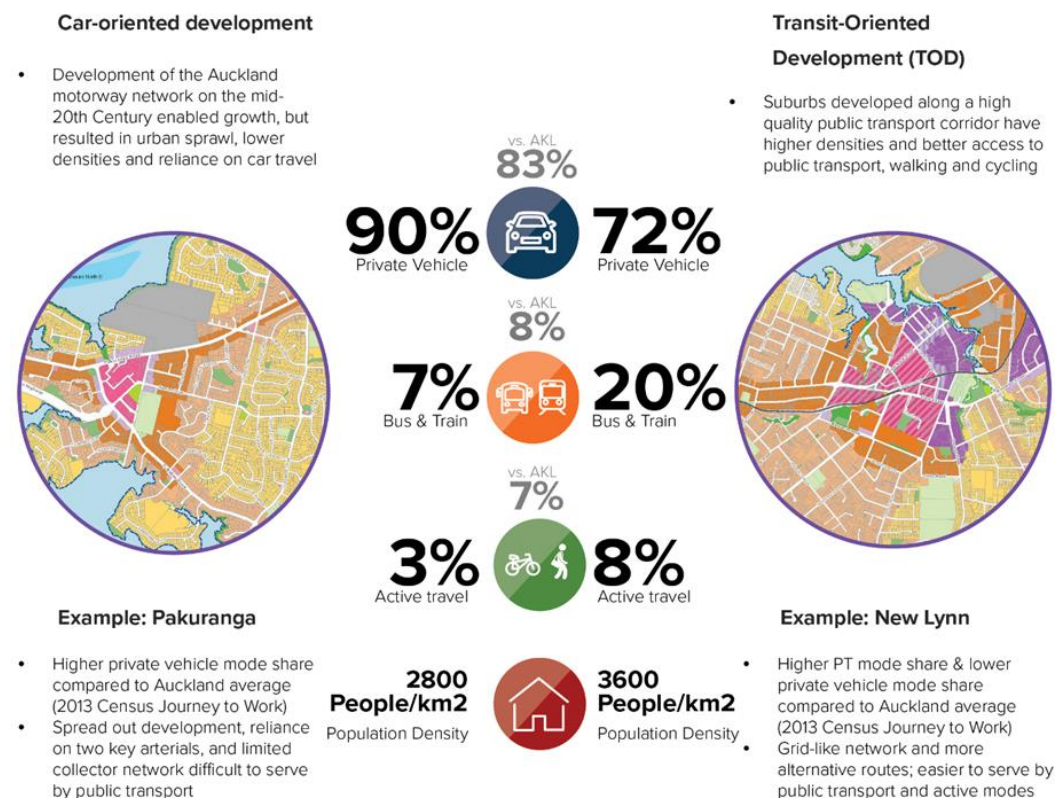 Car-oriented development
• Development of the Auckland
motorway network on the mid-
20th Century enabled growth, but
resulted in urban sprawl, lower
densities and reliance on car travel
Transit-Oriented
Development (TOD)
• Suburbs developed along a high
quality public transport corridor have
higher densities and better access to
public transport, walking and cycling
vs. AKL
83%
90%
Private Vehicle
72%
Private Vehicle
vs. AKL
8%
7%
Bus & Train
20%
Bus & Train
vs. AKL
7%
3%
Active travel
8%
Active travel
2800
People/km2
Population Density
3600
People/km2
Population Density
Example: Pakuranga
• Higher private vehicle mode share
compared to Auckland average
(2013 Census Journey to Work)
• Spread out development, reliance
on two key arterials, and limited
collector network difficult to serve
by public transport
Example: New Lynn
• Higher PT mode share & lower
private vehicle mode share
compared to Auckland average
(2013 Census Journey to Work)
• Grid-like network and more
alternative routes; easier to serve by
public transport and active modes